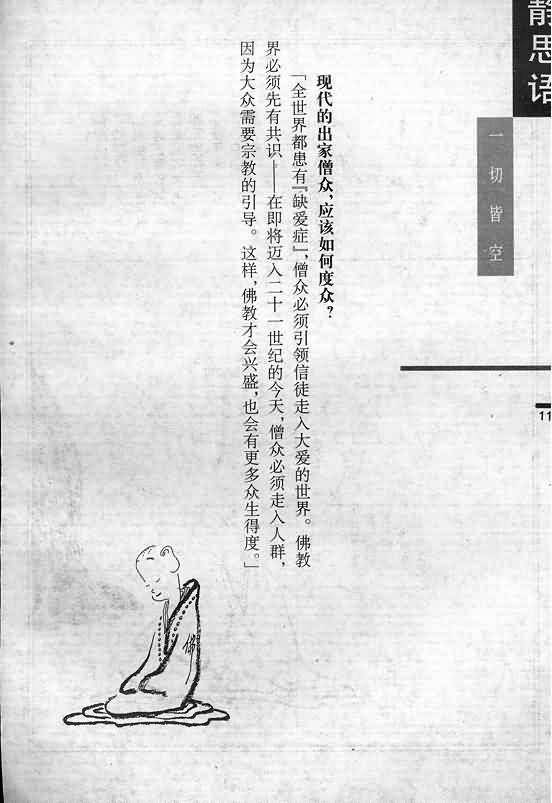 静思语
一切皆空
11
现代的出家僧众，应该如何度众？
「全世界都患有『缺爱症』，僧众必须引领信徒走入大爱的世界。佛教
界必须先有共识——在即将迈入二十一世纪的今天，僧众必须走入人群，
因为大众需要宗教的引导。这样，佛教才会兴盛，也会有更多众生得度。」
佛